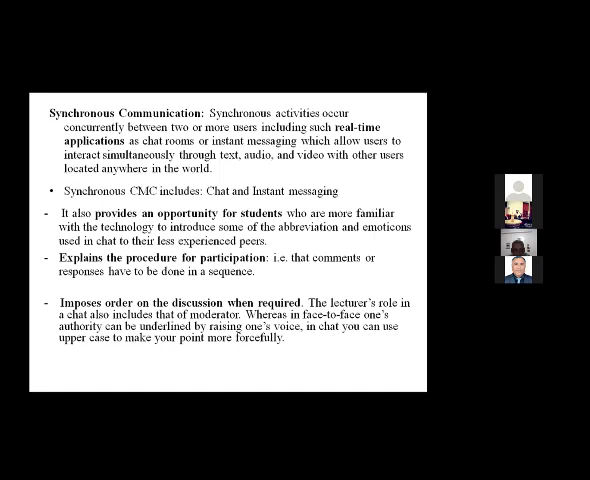 Synchronous Communication: Synchronous activities occur
concurrently between two or more users including such real-time
applications as chat rooms or instant messaging which allow users to
interact simultaneously through text, audio, and video with other users
located anywhere in the world.
• Synchronous CMC includes: Chat and Instant messaging
- It also provides an opportunity for students who are more familiar
with the technology to introduce some of the abbreviation and emoticons
used in chat to their less experienced peers.
- Explains the procedure for participation: i.e. that comments or
responses have to be done in a sequence.
- Imposes order on the discussion when required. The lecturer's role in
a chat also includes that of moderator. Whereas in face-to-face one's
authority can be underlined by raising one's voice, in chat you can use
upper case to make your point more forcefully.